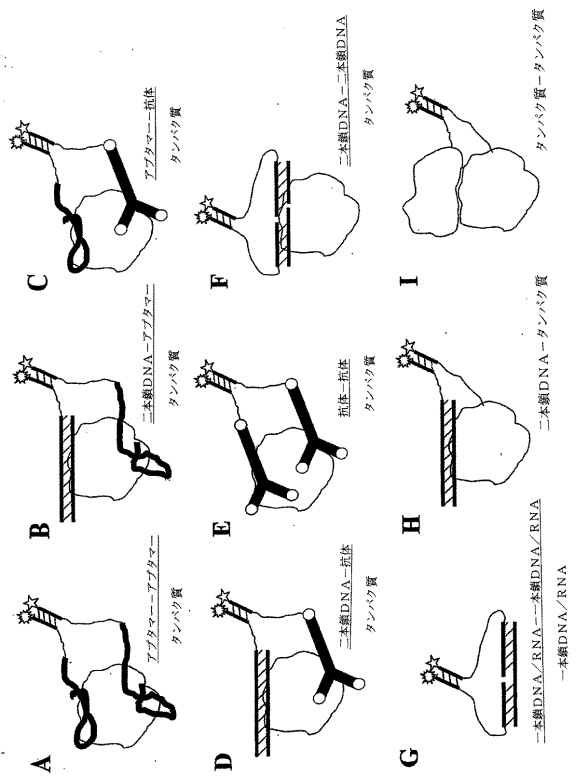 A
アプタマー—アプタマー
タンパク質
B
二本鎖DNA—アプタマー
タンパク質
C
アプタマー—抗体
タンパク質
D
二本鎖DNA—抗体
タンパク質
E
抗体—抗体
タンパク質
F
二本鎖DNA—二本鎖DNA
タンパク質
G
一本鎖DNA/RNA—一本鎖DNA/RNA
一本鎖DNA/RNA
H
二本鎖DNA—タンパク質
I
タンパク質—タンパク質